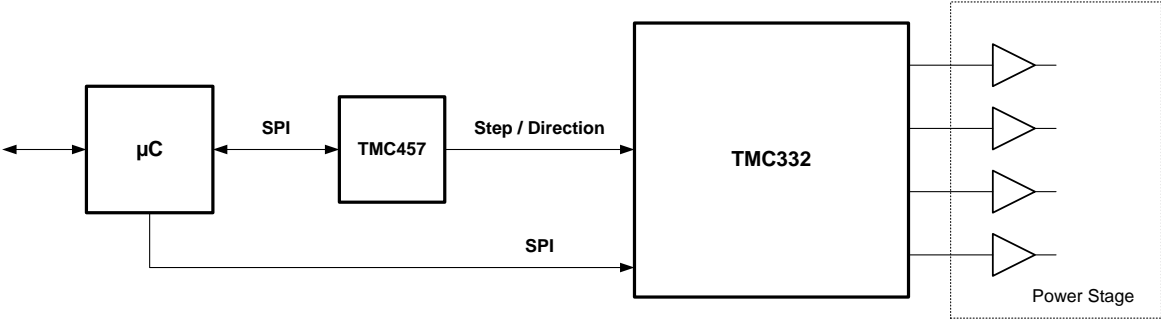 SPI
Step / Direction
µC
TMC457
TMC332
SPI
Power Stage